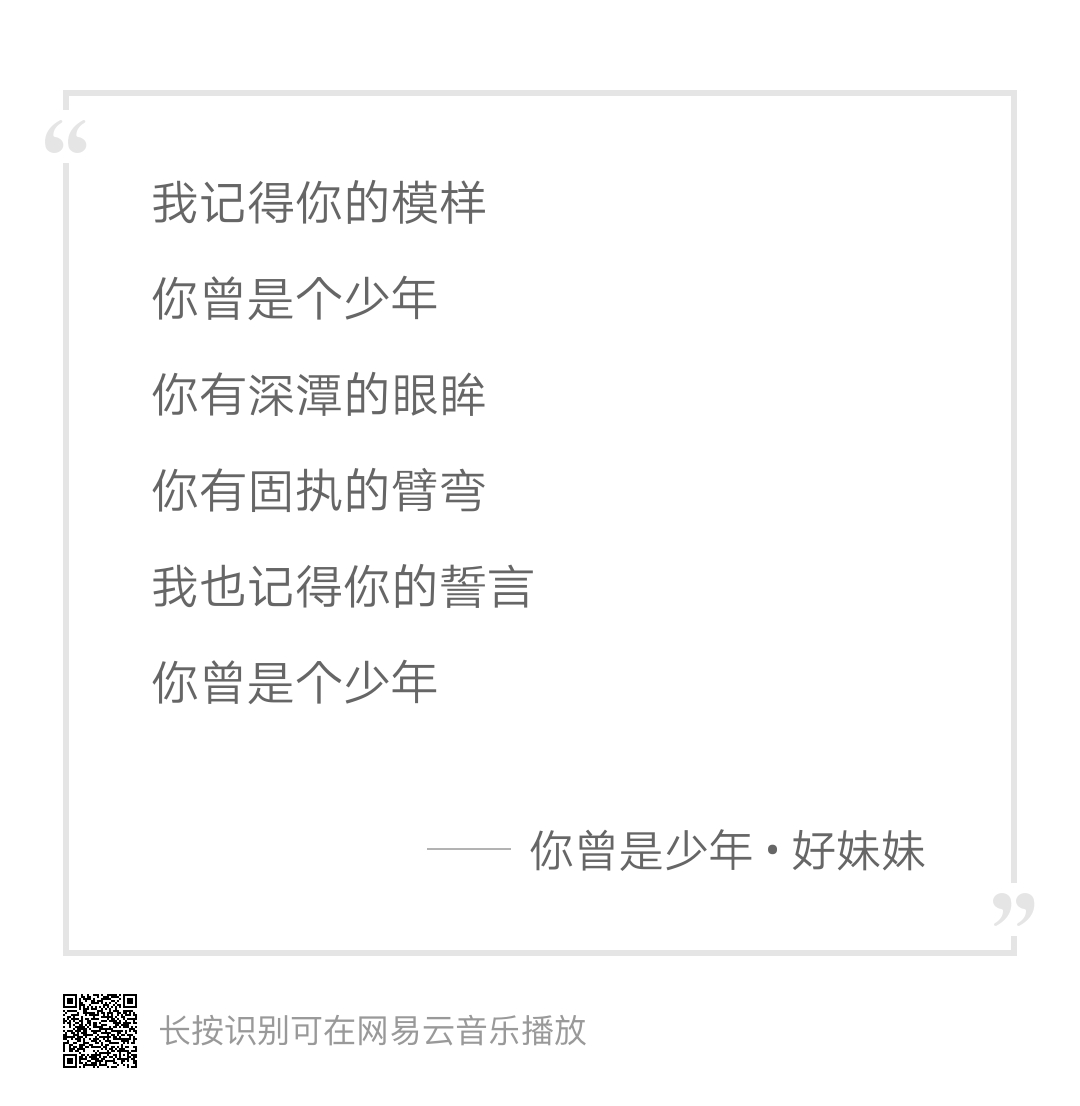 “
我记得你的模样
你曾是个少年
你有深潭的眼眸
你有固执的臂弯
我也记得你的誓言
你曾是个少年
—— 你曾是少年 • 好妹妹
”
长按识别可在网易云音乐播放